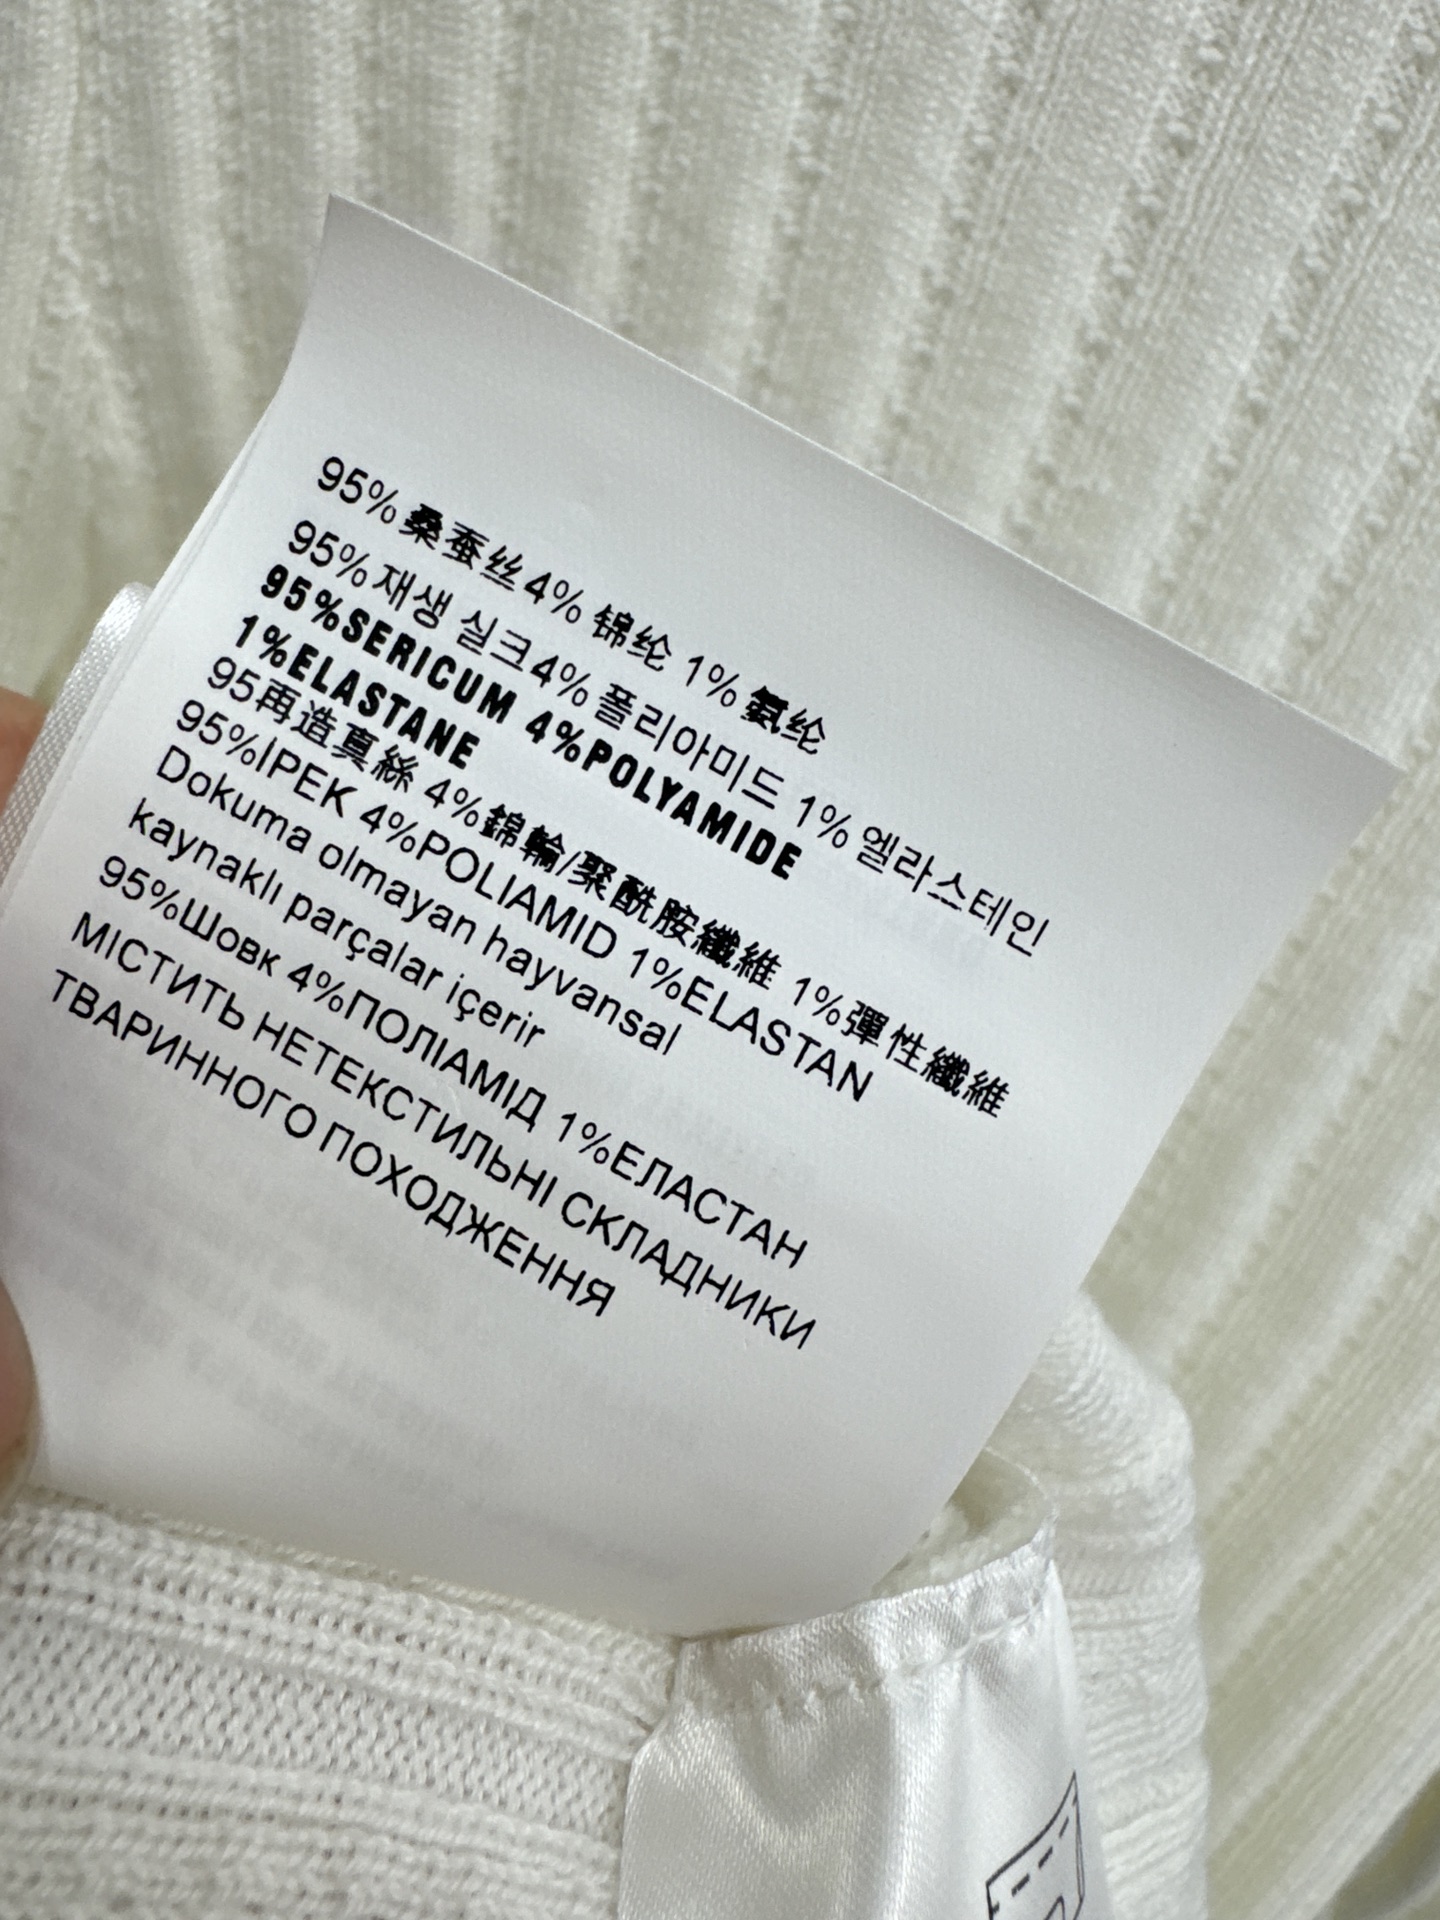 95%桑蚕丝4% 锦纶 1%氨纶
95%재생 실크4%폴리아미드 1%엘라스테인
95%SERICUM 4%POLYAMIDE
1%ELASTANE
95再造真絲 4%錦輪/聚酰胺纖維 1%彈性纖維
95%İPEK 4%POLIAMID 1%ELASTAN
Dokuma olmayan hayvansal
kaynaklı parçalar içerir
95%Шовк 4%ПОЛІАМІД 1%ЕЛАСТАН
МІСТИТЬ НЕТЕКСТИЛЬНІ СКЛАДНИКИ
ТВАРИННОГО ПОХОДЖЕННЯ